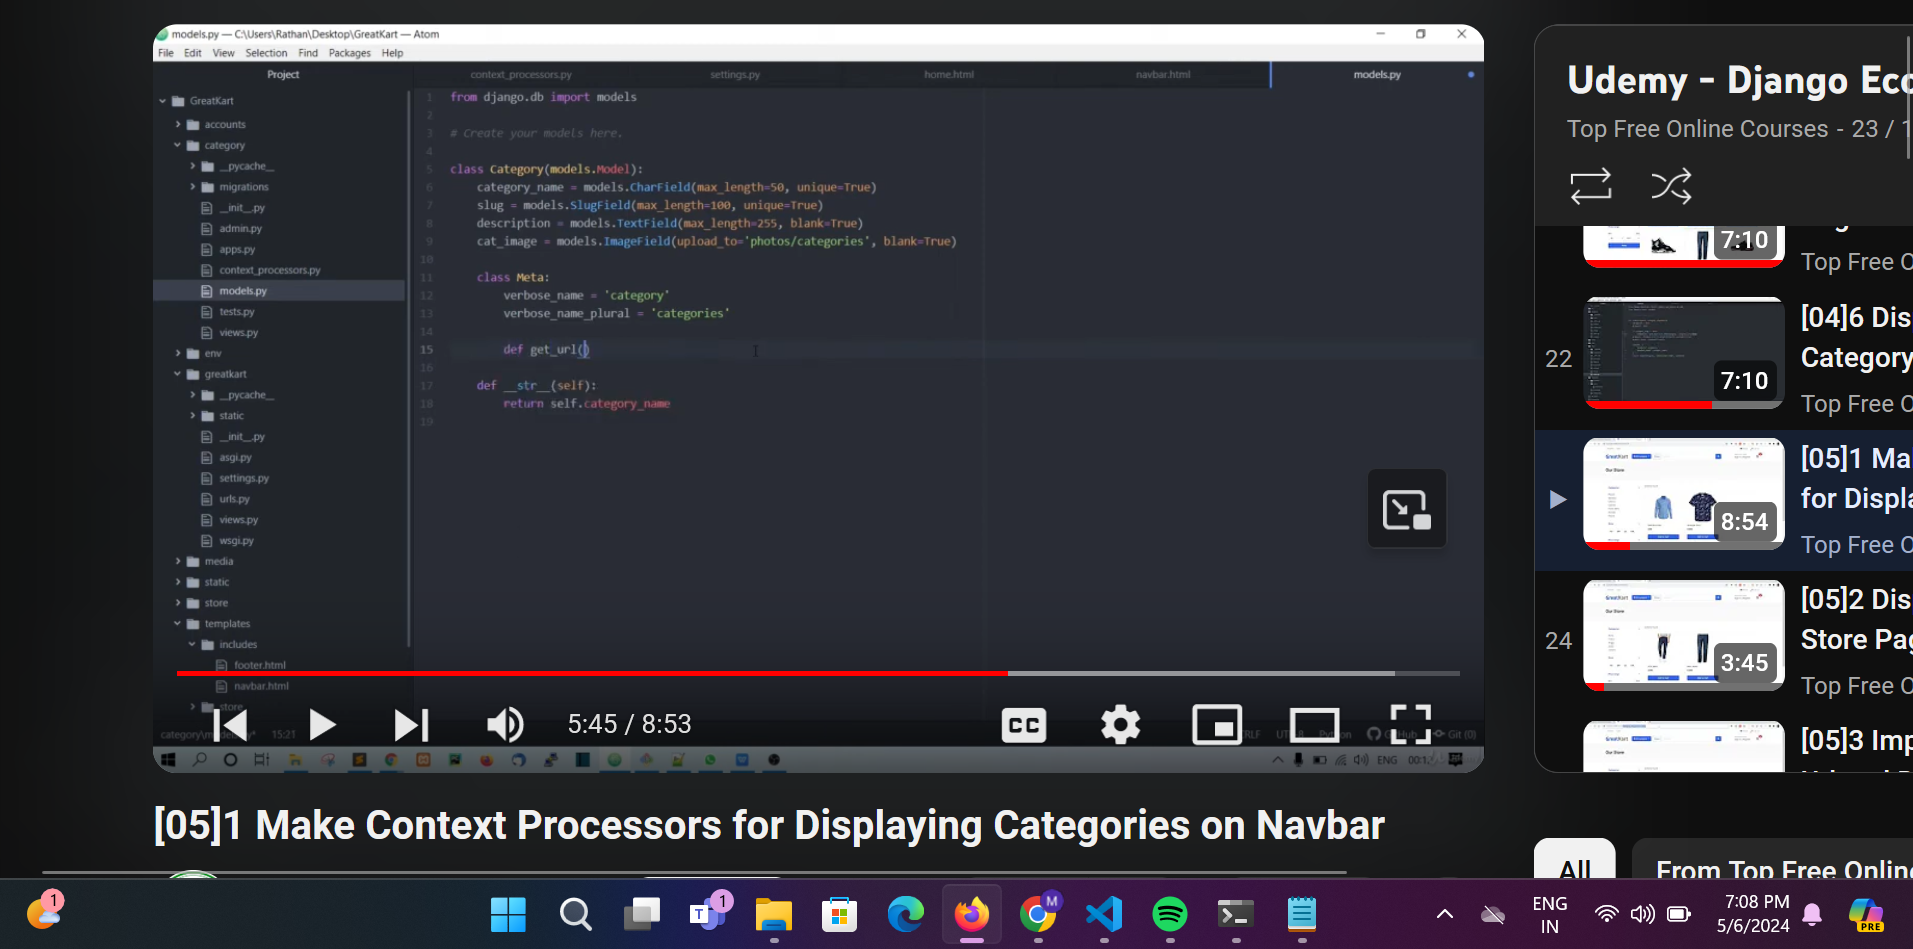 models.py — C:\Users\Rathan\Desktop\GreatKart — Atom
File Edit View Selection Find Packages Help
Project
context_processors.py settings.py home.html navbar.html models.py
GreatKart
accounts
category
__pycache__
migrations
__init__.py
admin.py
apps.py
context_processors.py
models.py
tests.py
views.py
env
greatkart
__pycache__
static
__init__.py
asgi.py
settings.py
urls.py
views.py
wsgi.py
media
static
store
templates
includes
footer.html
navbar.html
store
1 from django.db import models
2
3 # Create your models here.
4
5 class Category(models.Model):
6 category_name = models.CharField(max_length=50, unique=True)
7 slug = models.SlugField(max_length=100, unique=True)
8 description = models.TextField(max_length=255, blank=True)
9 cat_image = models.ImageField(upload_to='photos/categories', blank=True)
10
11 class Meta:
12 verbose_name = 'category'
13 verbose_name_plural = 'categories'
14
15 def get_url()
16
17 def __str__(self):
18 return self.category_name
19
5:45 / 8:53
CC
15:21
Git (0)
ENG
[05]1 Make Context Processors for Displaying Categories on Navbar
Udemy - Django Eco
Top Free Online Courses - 23 / 1
7:10
Top Free C
22
7:10
[04]6 Dis
Category
Top Free C
8:54
[05]1 Ma
for Displa
Top Free C
24
3:45
[05]2 Dis
Store Pag
Top Free C
[05]3 Imp
All
From Top Free Online
1
1
T
M
ENG
IN
7:08 PM
5/6/2024
PRE